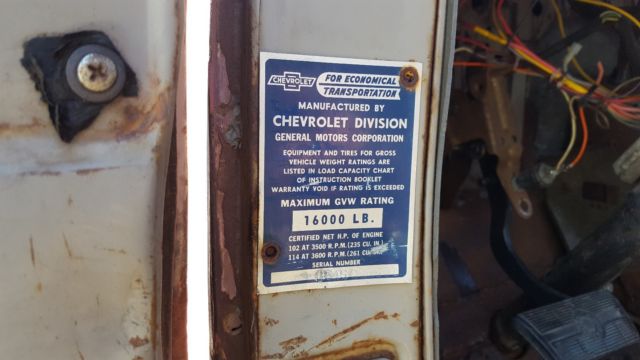 CHEVROLET
FOR ECONOMICAL
TRANSPORTATION
MANUFACTURED BY
CHEVROLET DIVISION
GENERAL MOTORS CORPORATION
EQUIPMENT AND TIRES FOR GROSS
VEHICLE WEIGHT RATINGS ARE
LISTED IN LOAD CAPACITY CHART
OF INSTRUCTION BOOKLET
WARRANTY VOID IF RATING IS EXCEEDED
MAXIMUM GVW RATING
16000 LB.
CERTIFIED NET H.P. OF ENGINE
102 AT 3500 R.P.M. (235 CU. IN.)
114 AT 3600 R.P.M. (261 CU. IN.)
SERIAL NUMBER